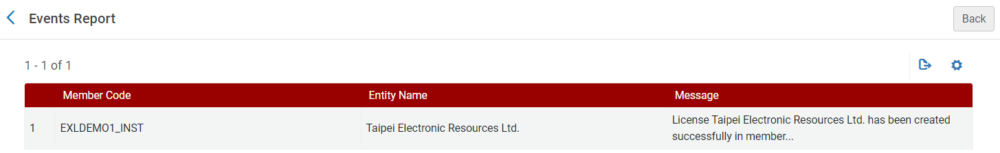 Events Report
Back
1 - 1 of 1
Member Code Entity Name Message
1 EXLDEMO1_INST Taipei Electronic Resources Ltd. License Taipei Electronic Resources Ltd. has been created
successfully in member...